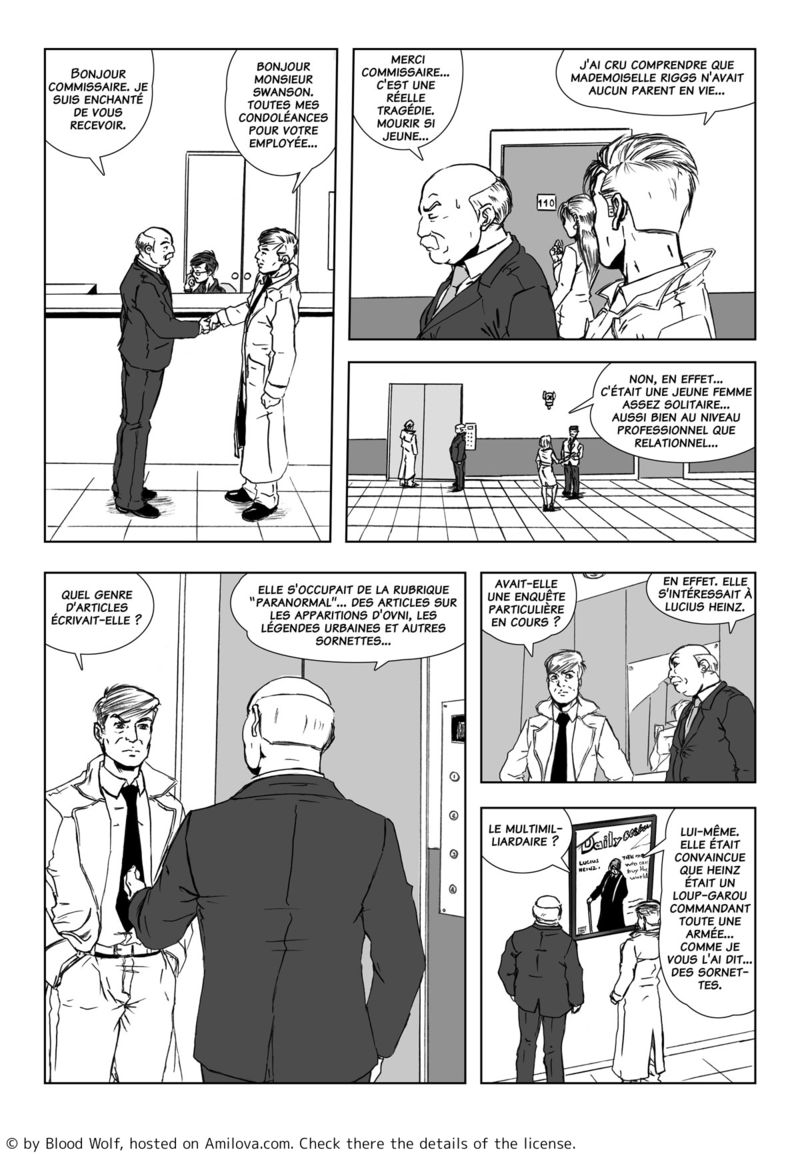 BONJOUR
COMMISSAIRE. JE
SUIS ENCHANTÉ
DE VOUS
RECEVOIR.
BONJOUR
MONSIEUR
SWANSON.
TOUTES MES
CONDOLÉANCES
POUR VOTRE
EMPLOYÉE...
MERCI
COMMISSAIRE...
C'EST UNE
RÉELLE
TRAGÉDIE.
MOURIR SI
JEUNE...
J'AI CRU COMPRENDRE QUE
MADEMOISELLE RIGGS N'AVAIT
AUCUN PARENT EN VIE...
110
NON, EN EFFET...
C'ÉTAIT UNE JEUNE FEMME
ASSEZ SOLITAIRE...
AUSSI BIEN AU NIVEAU
PROFESSIONNEL QUE
RELATIONNEL...
QUEL GENRE
D'ARTICLES
ÉCRIVAIT-ELLE ?
ELLE S'OCCUPAIT DE LA RUBRIQUE
"PARANORMAL"... DES ARTICLES SUR
LES APPARITIONS D'OVNI, LES
LÉGENDES URBAINES ET AUTRES
SORNETTES...
AVAIT-ELLE
UNE ENQUÊTE
PARTICULIÈRE
EN COURS ?
EN EFFET. ELLE
S'INTÉRESSAIT À
LUCIUS HEINZ.
LE MULTIMIL-
LIARDAIRE ?
Daily
LUCIUS
HEINZ.
who can
buy the
world
LUI-MÊME.
ELLE ÉTAIT
CONVAINCUE
QUE HEINZ
ÉTAIT UN
LOUP-GAROU
COMMANDANT
TOUTE UNE
ARMÉE...
COMME JE
VOUS L'AI DIT...
DES SORNET-
TES.
© by Blood Wolf, hosted on Amilova.com. Check there the details of the license.